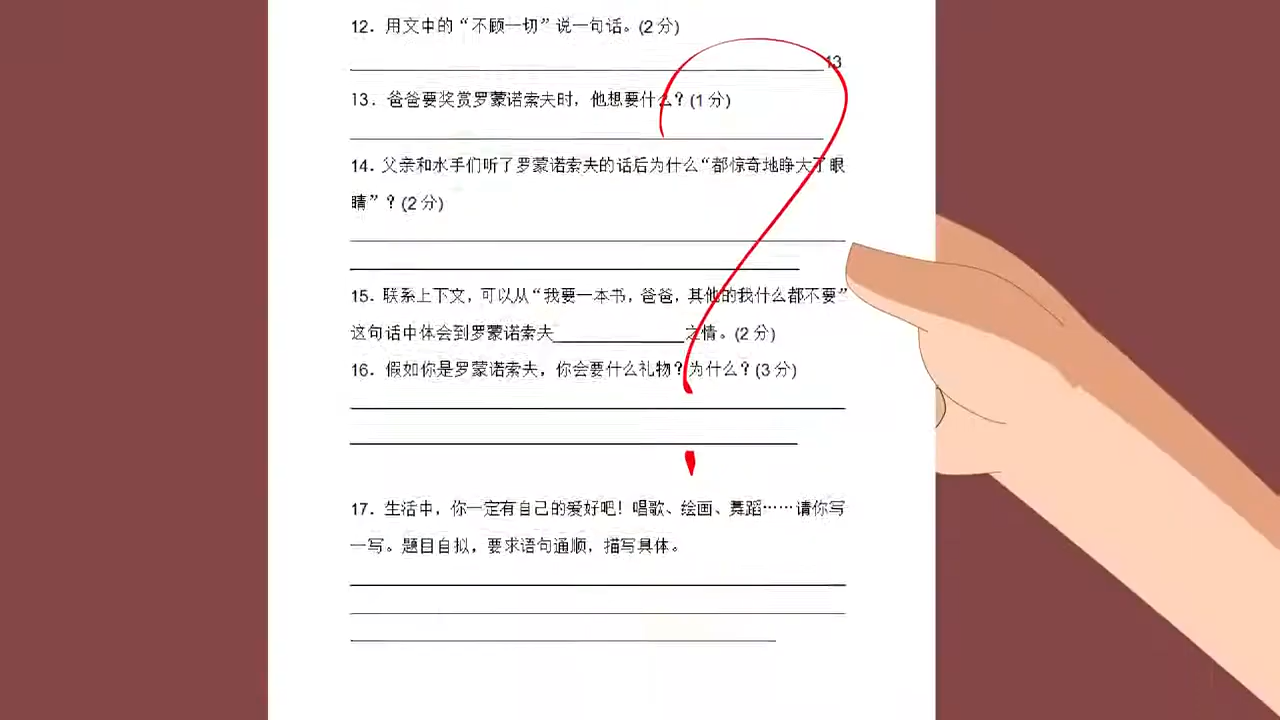 12．用文中的“不顾一切”说一句话。(2分)
13
13．爸爸要奖赏罗蒙诺索夫时，他想要什么？(1分)
14．父亲和水手们听了罗蒙诺索夫的话后为什么“都惊奇地睁大了眼
睛”？(2分)
15．联系上下文，可以从“我要一本书，爸爸，其他的我什么都不要”
这句话中体会到罗蒙诺索夫之情。(2分)
16．假如你是罗蒙诺索夫，你会要什么礼物？为什么？(3分)
17．生活中，你一定有自己的爱好吧！唱歌、绘画、舞蹈……请你写
一写。题目自拟，要求语句通顺，描写具体。